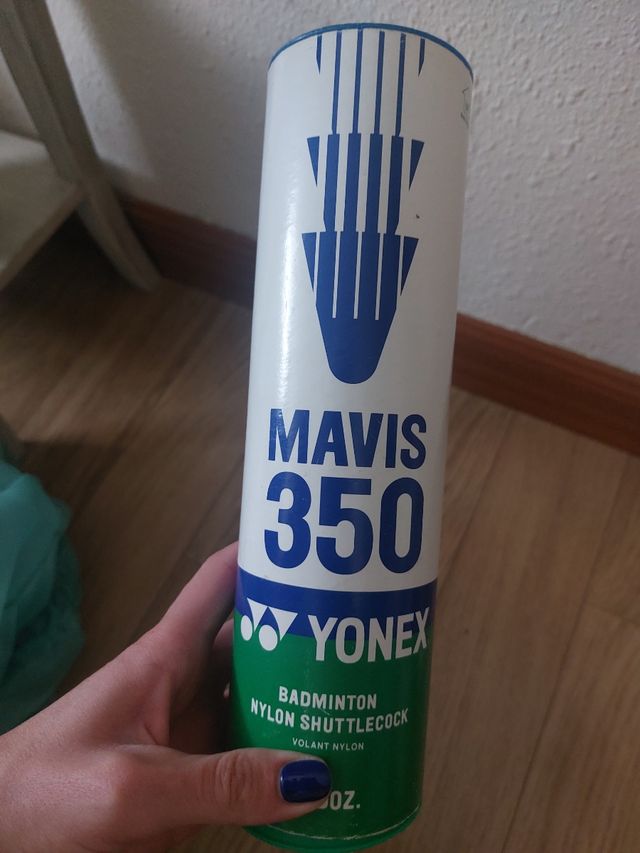 MAVIS
350
YONEX
BADMINTON
NYLON SHUTTLECOCK
VOLANT NYLON